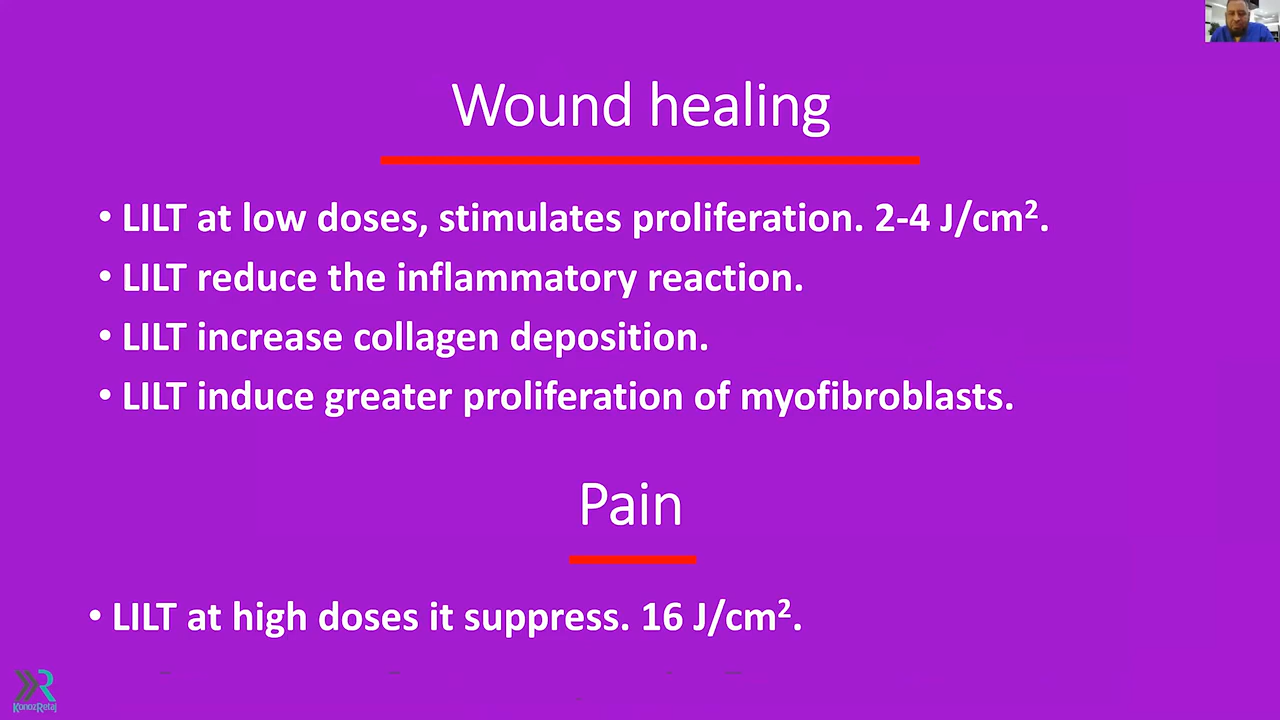 Wound healing
• LILT at low doses, stimulates proliferation. 2-4 J/cm².
• LILT reduce the inflammatory reaction.
• LILT increase collagen deposition.
• LILT induce greater proliferation of myofibroblasts.
Pain
• LILT at high doses it suppress. 16 J/cm².
KonozRetaj